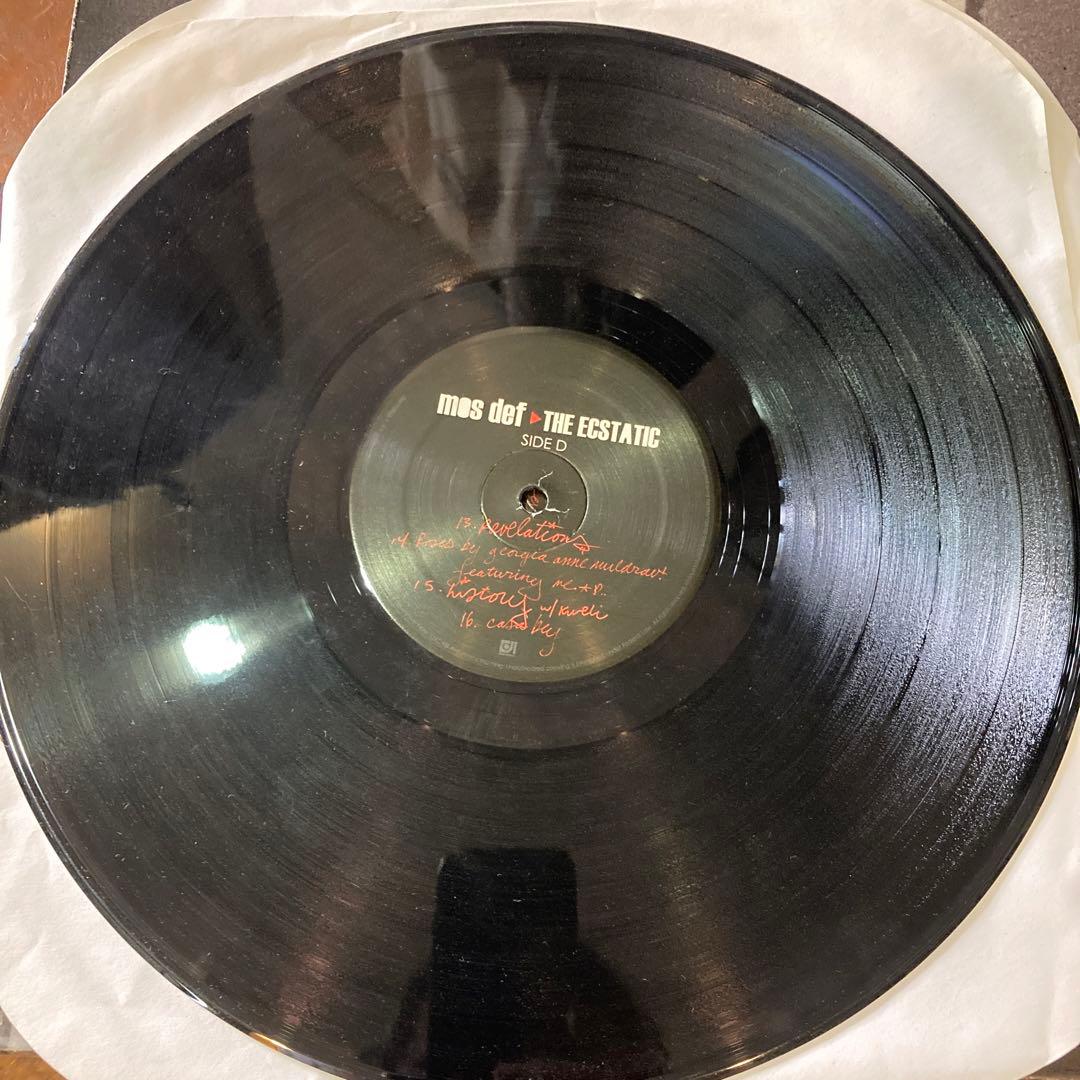 mos def ▸ THE ECSTATIC
SIDE D
13. Revelations
14. Roses by georgia anne muldrow
featuring me
15. history w/ Kweli
16. casa bey